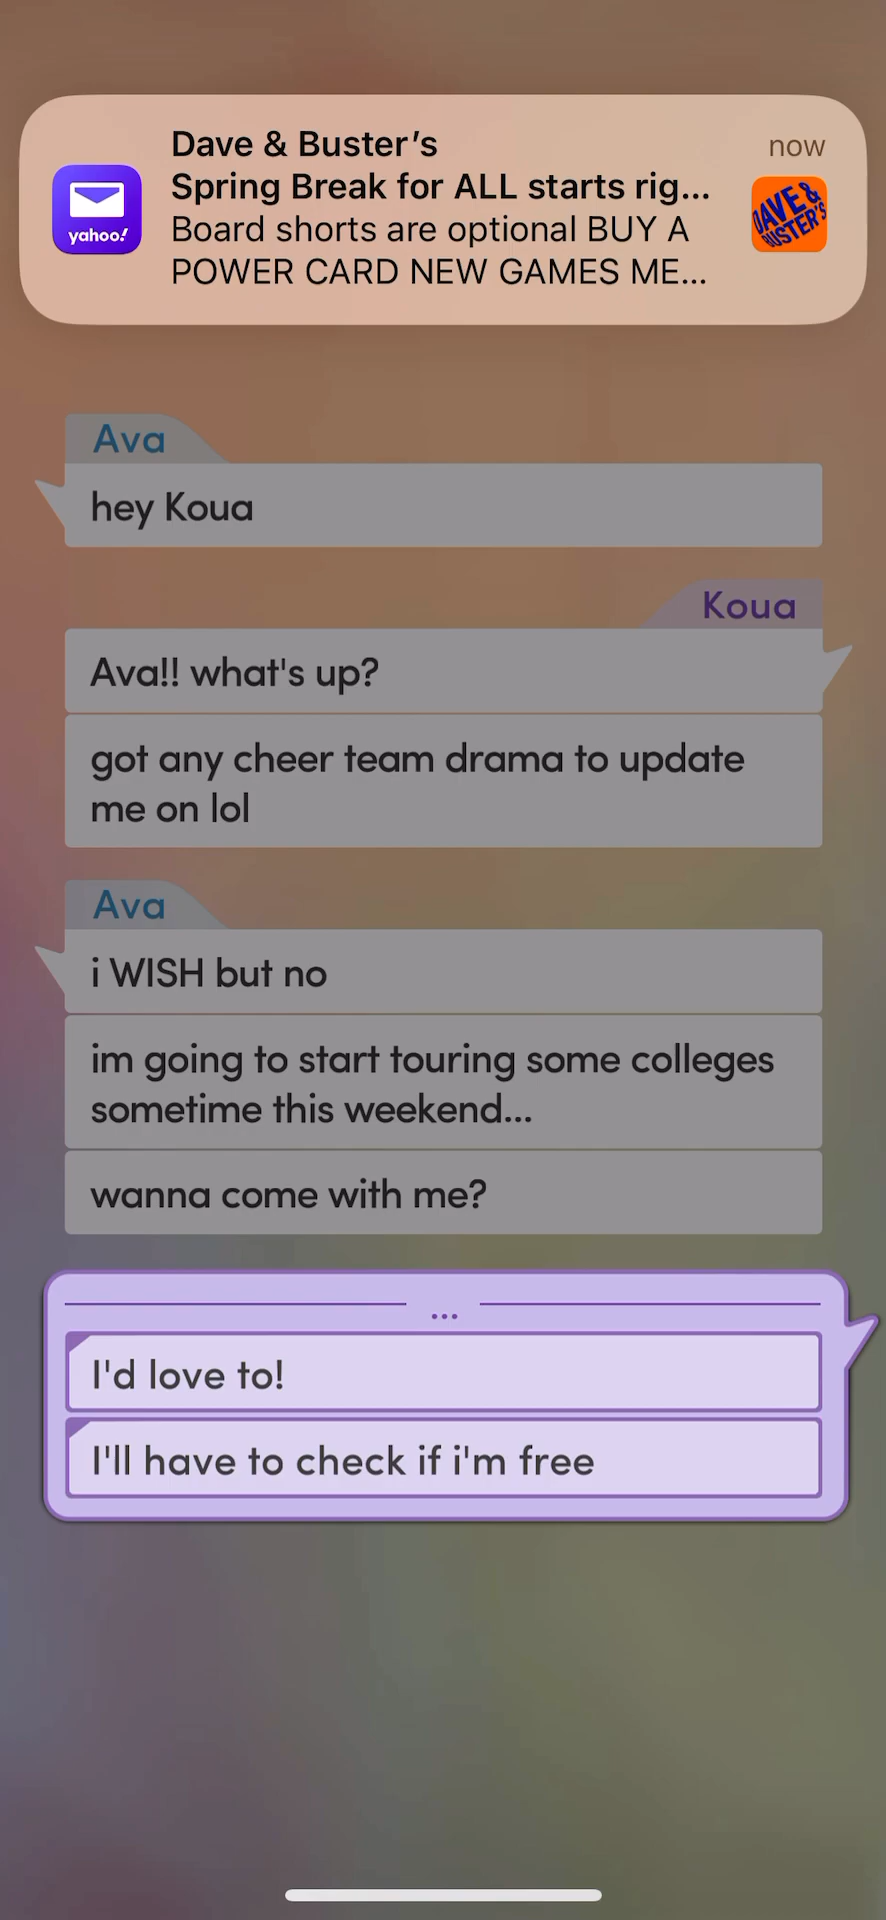 Dave & Buster's
now
Spring Break for ALL starts rig...
Board shorts are optional BUY A
POWER CARD NEW GAMES ME...
yahoo!
DAVE &
BUSTER'S
Ava
hey Koua
Koua
Ava!! what's up?
got any cheer team drama to update
me on lol
Ava
i WISH but no
im going to start touring some colleges
sometime this weekend...
wanna come with me?
...
I'd love to!
I'll have to check if i'm free